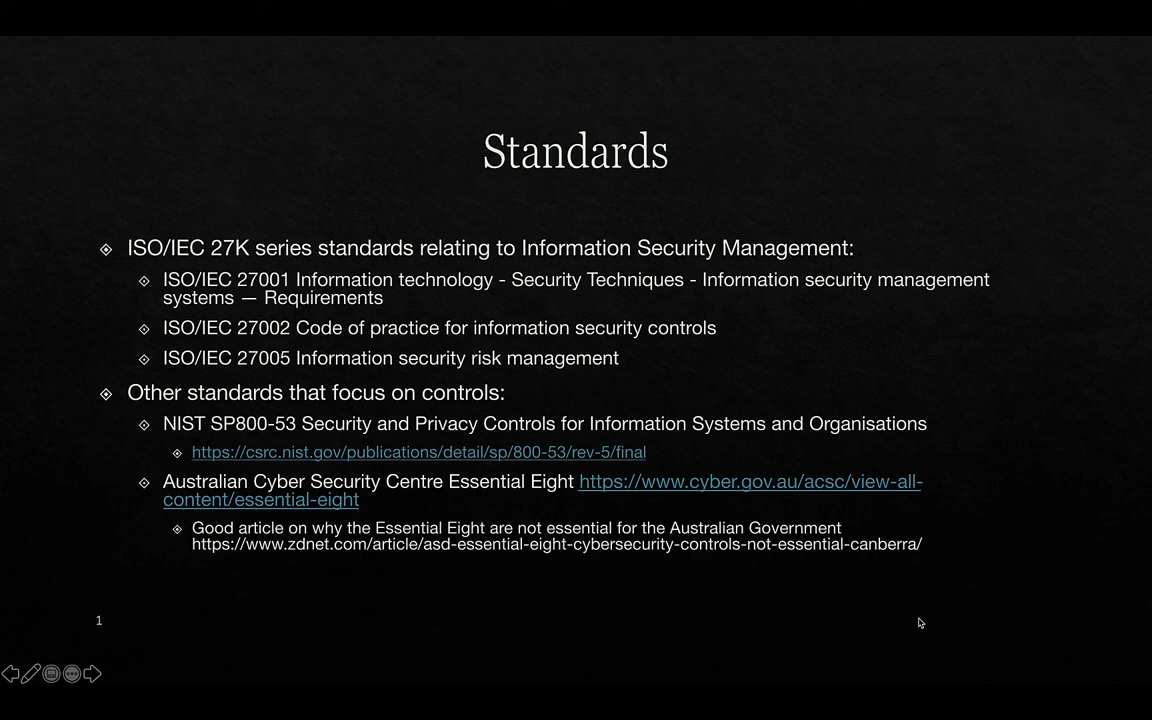 Standards
ISO/IEC 27K series standards relating to Information Security Management:
ISO/IEC 27001 Information technology - Security Techniques - Information security management
systems — Requirements
ISO/IEC 27002 Code of practice for information security controls
ISO/IEC 27005 Information security risk management
Other standards that focus on controls:
NIST SP800-53 Security and Privacy Controls for Information Systems and Organisations
https://csrc.nist.gov/publications/detail/sp/800-53/rev-5/final
Australian Cyber Security Centre Essential Eight https://www.cyber.gov.au/acsc/view-all-
content/essential-eight
Good article on why the Essential Eight are not essential for the Australian Government
https://www.zdnet.com/article/asd-essential-eight-cybersecurity-controls-not-essential-canberra/
1